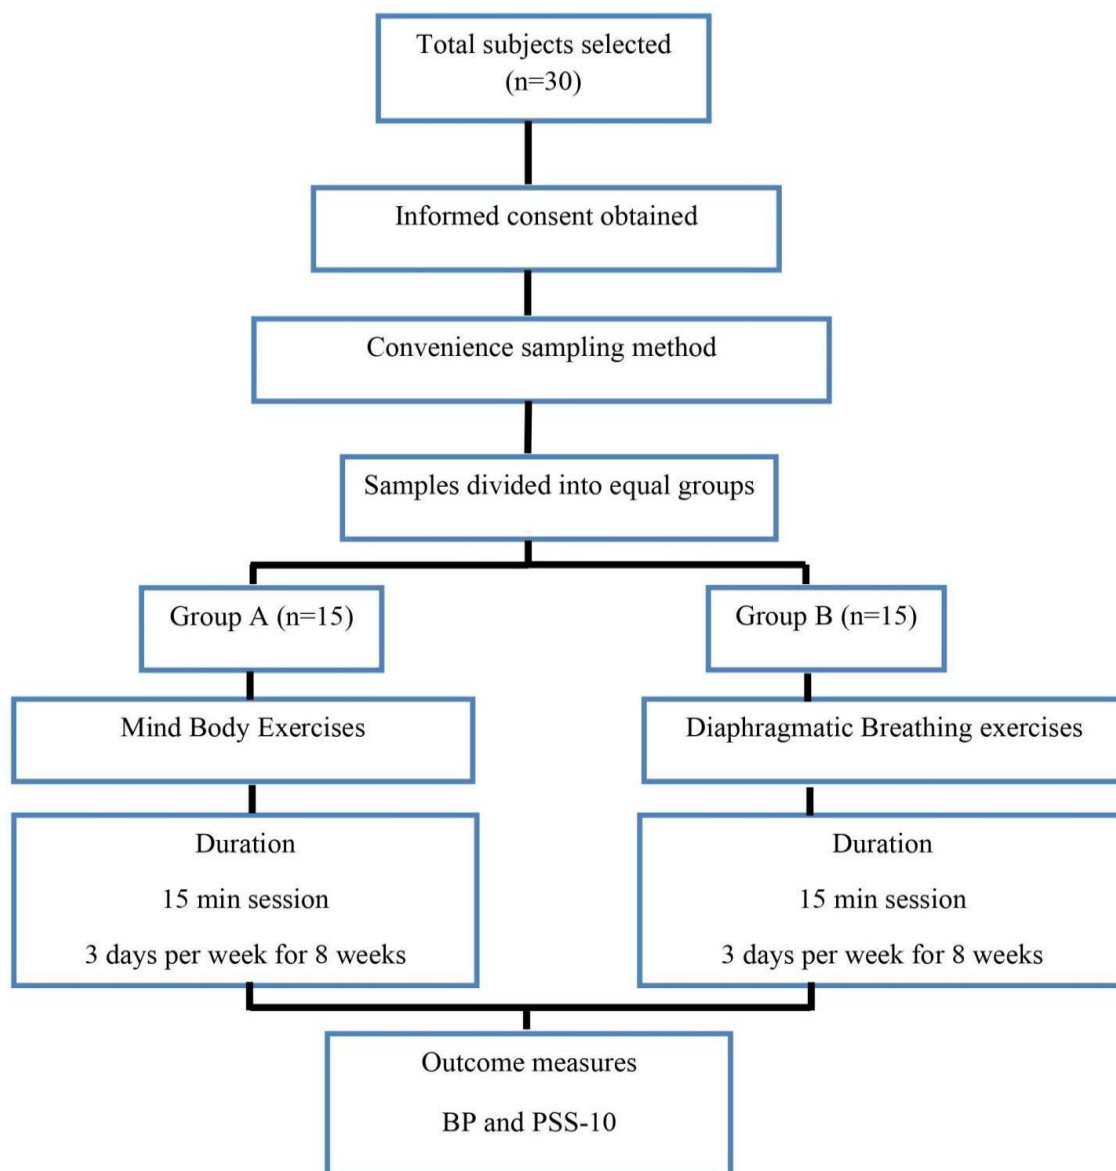 Total subjects selected
(n=30)
Informed consent obtained
Convenience sampling method
Samples divided into equal groups
Group A (n=15)
Group B (n=15)
Mind Body Exercises
Diaphragmatic Breathing exercises
Duration
15 min session
3 days per week for 8 weeks
Duration
15 min session
3 days per week for 8 weeks
Outcome measures
BP and PSS-10